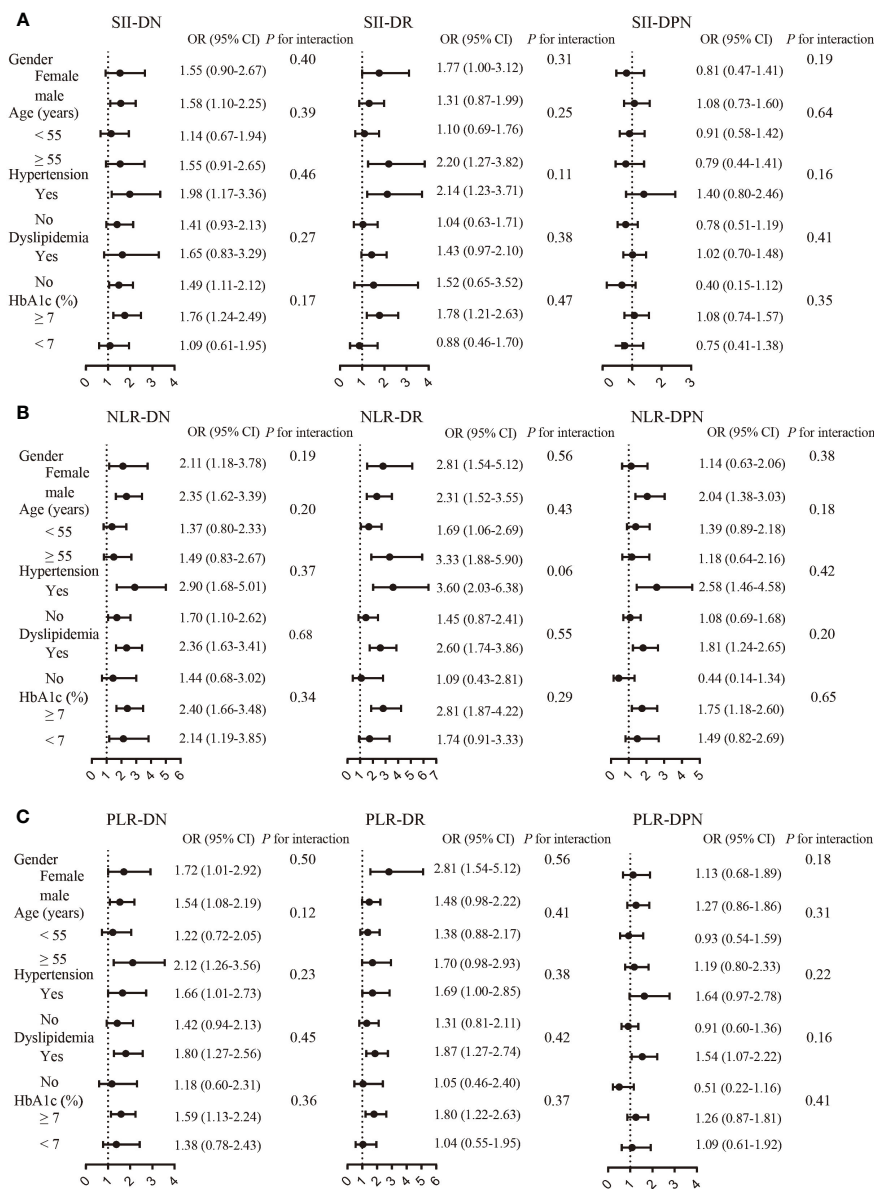 A
SII-DN SII-DR SII-DPN
OR (95% CI) P for interaction OR (95% CI) P for interaction OR (95% CI) P for interaction
Gender 0.40 0.31 0.19
Female 1.55 (0.90-2.67) 1.77 (1.00-3.12) 0.81 (0.47-1.41)
male 1.58 (1.10-2.25) 1.31 (0.87-1.99) 1.08 (0.73-1.60)
Age (years) 0.39 0.25 0.64
< 55 1.14 (0.67-1.94) 1.10 (0.69-1.76) 0.91 (0.58-1.42)
≥ 55 1.55 (0.91-2.65) 2.20 (1.27-3.82) 0.79 (0.44-1.41)
Hypertension 0.46 0.11 0.16
Yes 1.98 (1.17-3.36) 2.14 (1.23-3.71) 1.40 (0.80-2.46)
No 1.41 (0.93-2.13) 1.04 (0.63-1.71) 0.78 (0.51-1.19)
Dyslipidemia 0.27 0.38 0.41
Yes 1.65 (0.83-3.29) 1.43 (0.97-2.10) 1.02 (0.70-1.48)
No 1.49 (1.11-2.12) 1.52 (0.65-3.52) 0.40 (0.15-1.12)
HbA1c (%) 0.17 0.47 0.35
≥ 7 1.76 (1.24-2.49) 1.78 (1.21-2.63) 1.08 (0.74-1.57)
< 7 1.09 (0.61-1.95) 0.88 (0.46-1.70) 0.75 (0.41-1.38)
0 1 2 3 4 0 1 2 3 4 0 1 2 3
B
NLR-DN NLR-DR NLR-DPN
OR (95% CI) P for interaction OR (95% CI) P for interaction OR (95% CI) P for interaction
Gender 0.19 0.56 0.38
Female 2.11 (1.18-3.78) 2.81 (1.54-5.12) 1.14 (0.63-2.06)
male 2.35 (1.62-3.39) 2.31 (1.52-3.55) 2.04 (1.38-3.03)
Age (years) 0.20 0.43 0.18
< 55 1.37 (0.80-2.33) 1.69 (1.06-2.69) 1.39 (0.89-2.18)
≥ 55 1.49 (0.83-2.67) 3.33 (1.88-5.90) 1.18 (0.64-2.16)
Hypertension 0.37 0.06 0.42
Yes 2.90 (1.68-5.01) 3.60 (2.03-6.38) 2.58 (1.46-4.58)
No 1.70 (1.10-2.62) 1.45 (0.87-2.41) 1.08 (0.69-1.68)
Dyslipidemia 0.68 0.55 0.20
Yes 2.36 (1.63-3.41) 2.60 (1.74-3.86) 1.81 (1.24-2.65)
No 1.44 (0.68-3.02) 1.09 (0.43-2.81) 0.44 (0.14-1.34)
HbA1c (%) 0.34 0.29 0.65
≥ 7 2.40 (1.66-3.48) 2.81 (1.87-4.22) 1.75 (1.18-2.60)
< 7 2.14 (1.19-3.85) 1.74 (0.91-3.33) 1.49 (0.82-2.69)
0 1 2 3 4 5 6 0 1 2 3 4 5 6 7 0 1 2 3 4 5
C
PLR-DN PLR-DR PLR-DPN
OR (95% CI) P for interaction OR (95% CI) P for interaction OR (95% CI) P for interaction
Gender 0.50 0.56 0.18
Female 1.72 (1.01-2.92) 2.81 (1.54-5.12) 1.13 (0.68-1.89)
male 1.54 (1.08-2.19) 1.48 (0.98-2.22) 1.27 (0.86-1.86)
Age (years) 0.12 0.41 0.31
< 55 1.22 (0.72-2.05) 1.38 (0.88-2.17) 0.93 (0.54-1.59)
≥ 55 2.12 (1.26-3.56) 1.70 (0.98-2.93) 1.19 (0.80-2.33)
Hypertension 0.23 0.38 0.22
Yes 1.66 (1.01-2.73) 1.69 (1.00-2.85) 1.64 (0.97-2.78)
No 1.42 (0.94-2.13) 1.31 (0.81-2.11) 0.91 (0.60-1.36)
Dyslipidemia 0.45 0.42 0.16
Yes 1.80 (1.27-2.56) 1.87 (1.27-2.74) 1.54 (1.07-2.22)
No 1.18 (0.60-2.31) 1.05 (0.46-2.40) 0.51 (0.22-1.16)
HbA1c (%) 0.36 0.37 0.41
≥ 7 1.59 (1.13-2.24) 1.80 (1.22-2.63) 1.26 (0.87-1.81)
< 7 1.38 (0.78-2.43) 1.04 (0.55-1.95) 1.09 (0.61-1.92)
0 1 2 3 4 0 1 2 3 4 5 6 0 1 2 3 4